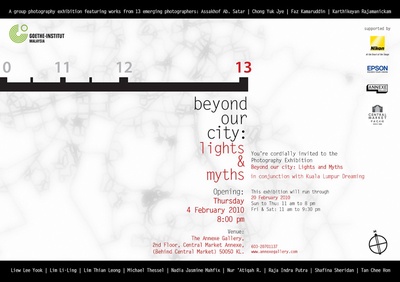 A group photography exhibition featuring works from 13 emerging photographers: Assakhof Ab. Satar | Chong Yuk Jye | Faz Kamaruddin | Karthikayan Rajamanickam
supported by
GOETHE-INSTITUT
MALAYSIA
Nikon
EPSON
ANNEXE
CENTRAL
MARKET
0 11 12 13
beyond
our
city:
lights
&
myths
You're cordially invited to the
Photography Exhibition
Beyond our city: Lights and Myths
in conjunction with Kuala Lumpur Dreaming
Opening:
Thursday
4 February 2010
8:00 pm
This exhibition will run through
28 February 2010
Sun to Thu: 11 am to 8 pm
Fri & Sat: 11 am to 9:30 pm
Venue:
The Annexe Gallery,
2nd Floor, Central Market Annexe,
(Behind Central Market) 50050 KL.
www.annexegallery.com
Liew Lee Yook | Lim Li-Ling | Lim Thian Leong | Michael Thessel | Nadia Jasmine Mahfix | Nur 'Atiqah R. | Raja Indra Putra | Shafina Sheridan | Tan Chee Hon